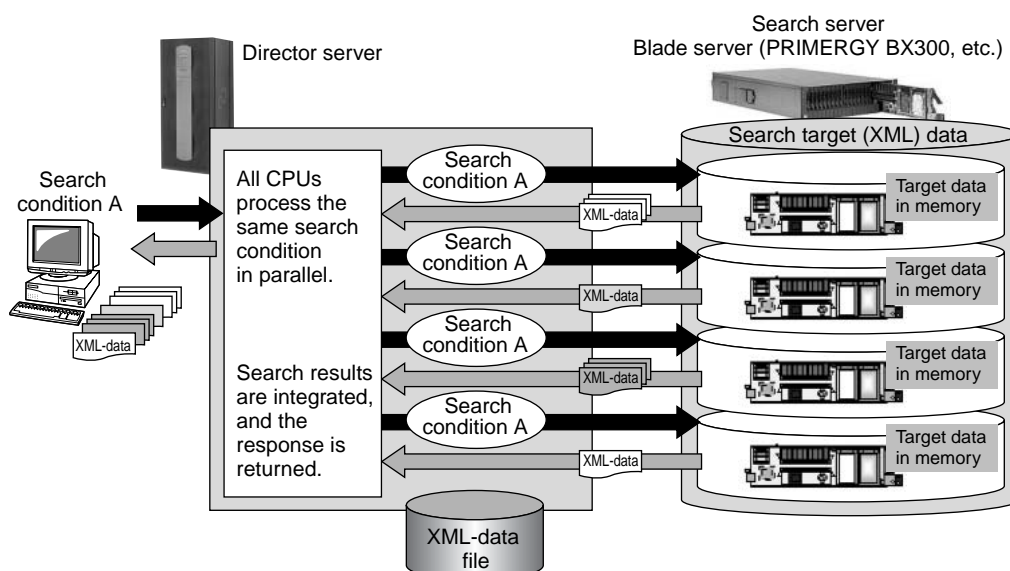 Search server
Blade server (PRIMERGY BX300, etc.)
Director server
Search target (XML) data
Search
condition A
All CPUs
process the
same search
condition
in parallel.
Search results
are integrated,
and the
response is
returned.
XML-data
Search
condition A
XML-data
Target data
in memory
Search
condition A
XML-data
Target data
in memory
Search
condition A
XML-data
Target data
in memory
Search
condition A
XML-data
Target data
in memory
XML-data
file